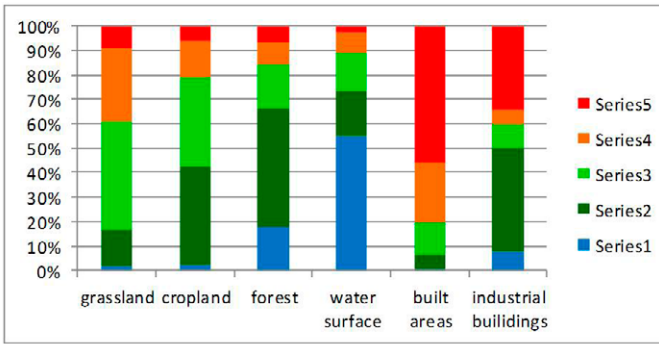 100%
90%
80%
70%
60%
50%
40%
30%
20%
10%
0%
grassland cropland forest water surface built areas industrial builidings
Series5
Series4
Series3
Series2
Series1